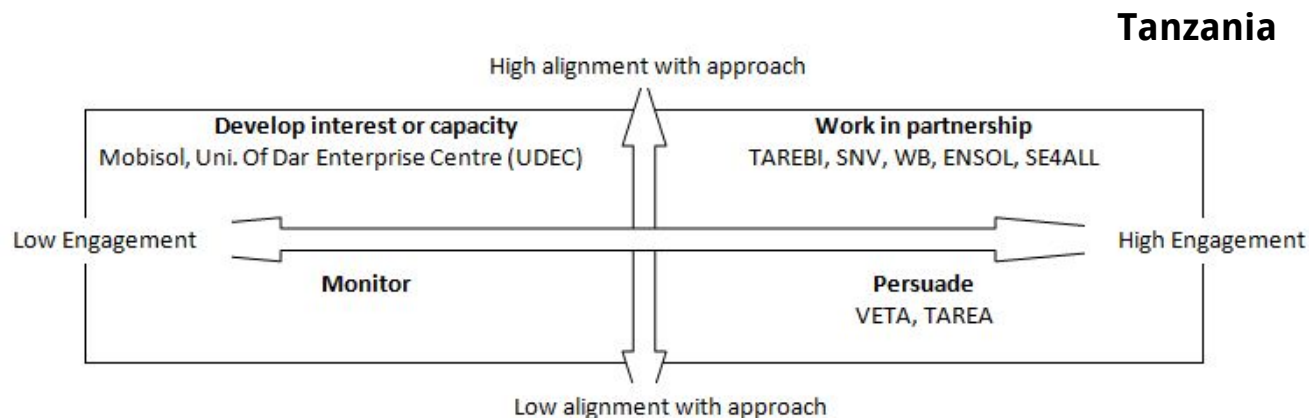 Tanzania
High alignment with approach
Develop interest or capacity
Mobisol, Uni. Of Dar Enterprise Centre (UDEC)
Work in partnership
TAREBI, SNV, WB, ENSOL, SE4ALL
Low Engagement
High Engagement
Monitor
Persuade
VETA, TAREA
Low alignment with approach